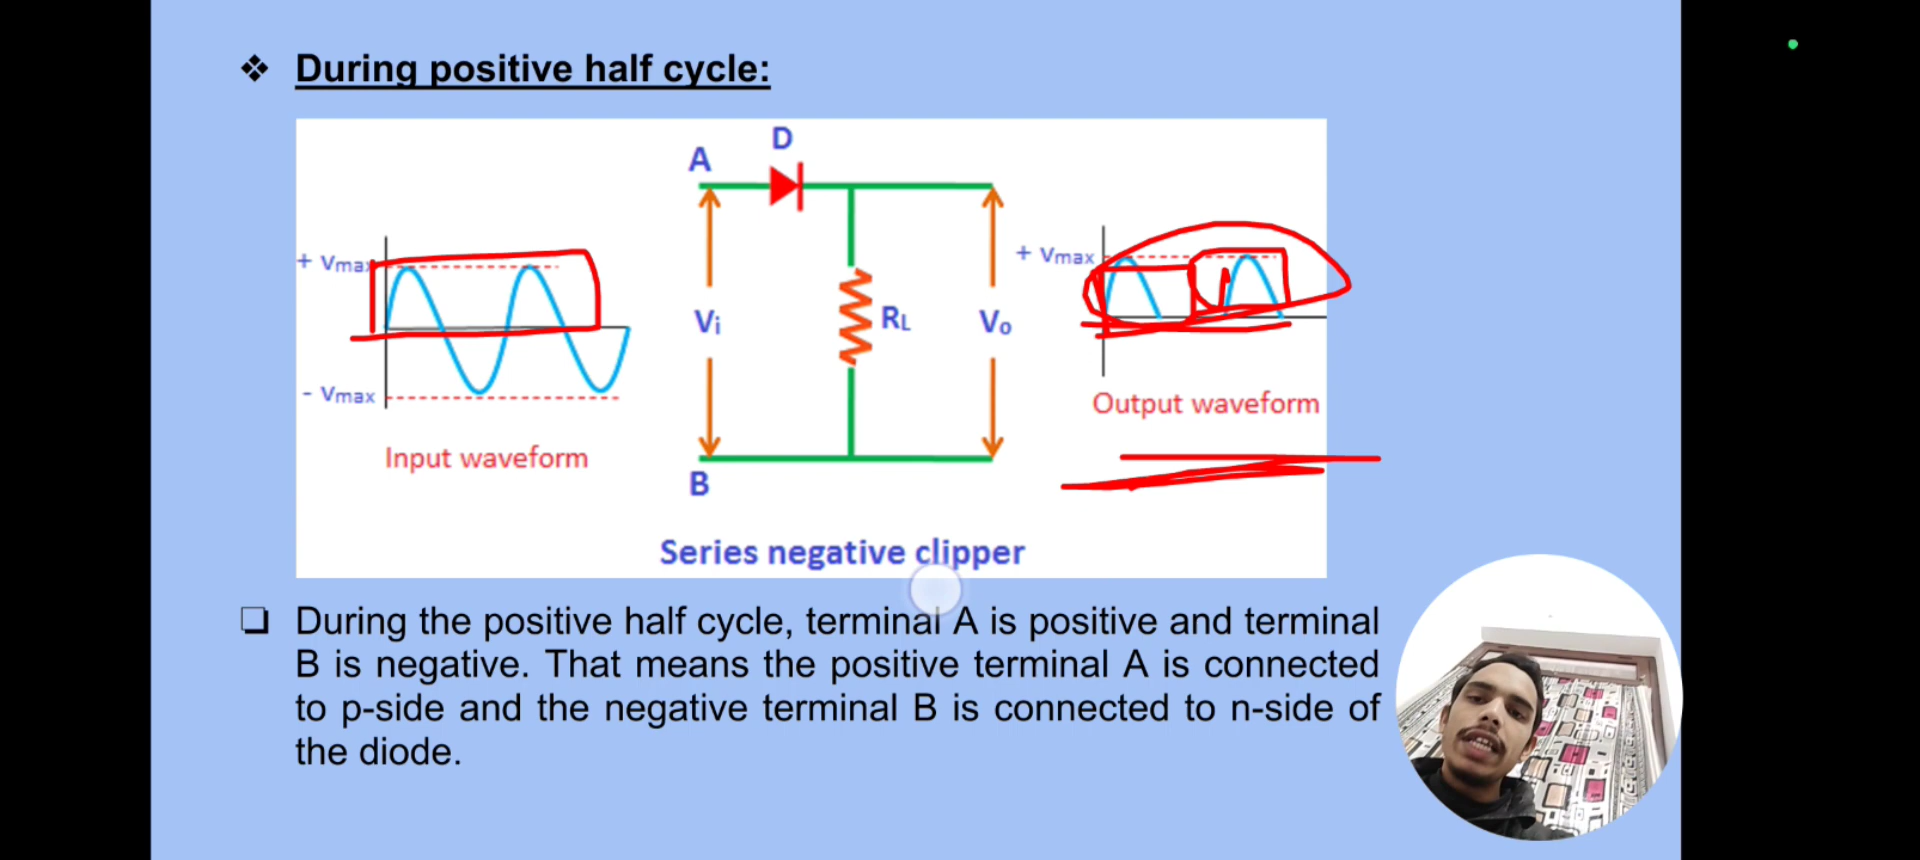 ❖ During positive half cycle:
D
A
+ Vmax
+ Vmax
Vi
RL
Vo
- Vmax
Output waveform
Input waveform
B
Series negative clipper
❏ During the positive half cycle, terminal A is positive and terminal
B is negative. That means the positive terminal A is connected
to p-side and the negative terminal B is connected to n-side of
the diode.